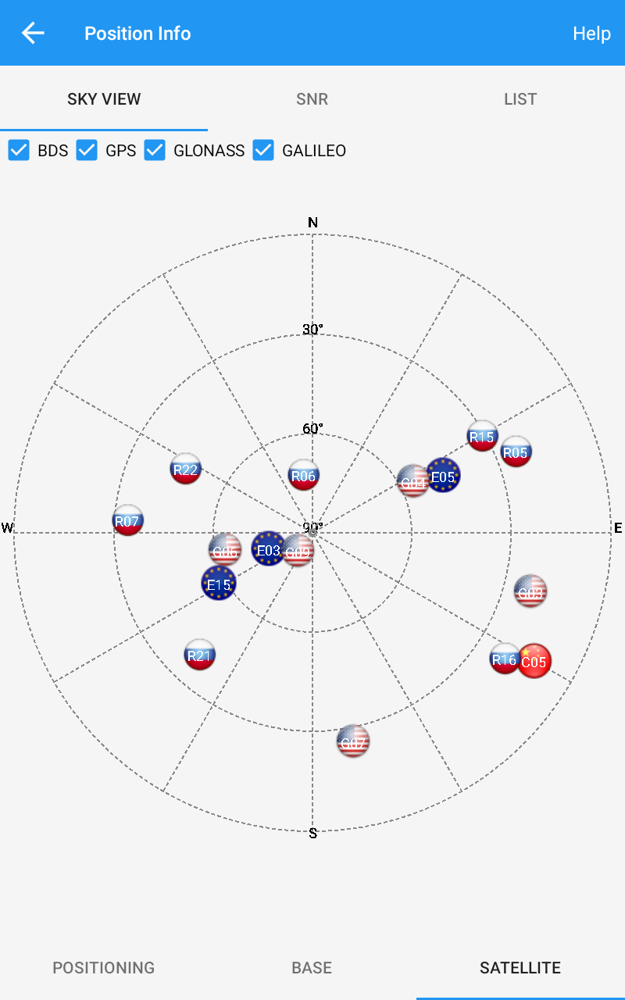 Position Info Help
SKY VIEW SNR LIST
BDS GPS GLONASS GALILEO
N
30°
60°
R15
R05
R22
R06
G04 E05
R07
W 90° E
G06 E03 G09
E15
G03
R21
R16 C05
G07
S
POSITIONING BASE SATELLITE